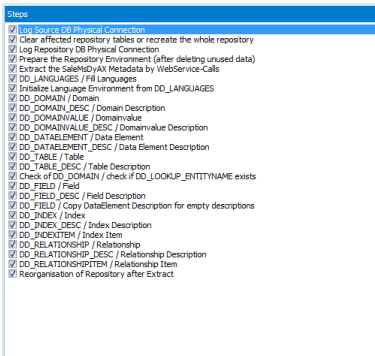 Steps
Log Source DB Physical Connection
Clear affected repository tables or recreate the whole repository
Log Repository DB Physical Connection
Prepare the Repository Environment (after deleting unused data)
Extract the SaleMsDyAX Metadata by WebService-Calls
DD_LANGUAGES / Fill Languages
Initialize Language Environment from DD_LANGUAGES
DD_DOMAIN / Domain
DD_DOMAIN_DESC / Domain Description
DD_DOMAINVALUE / Domainvalue
DD_DOMAINVALUE_DESC / Domainvalue Description
DD_DATAELEMENT / Data Element
DD_DATAELEMENT_DESC / Data Element Description
DD_TABLE / Table
DD_TABLE_DESC / Table Description
Check of DD_DOMAIN / check if DD_LOOKUP_ENTITYNAME exists
DD_FIELD / Field
DD_FIELD_DESC / Field Description
DD_FIELD / Copy DataElement Description for empty descriptions
DD_INDEX / Index
DD_INDEX_DESC / Index Description
DD_INDEXITEM / Index Item
DD_RELATIONSHIP / Relationship
DD_RELATIONSHIP_DESC / Relationship Description
DD_RELATIONSHIPITEM / Relationship Item
Reorganisation of Repository after Extract